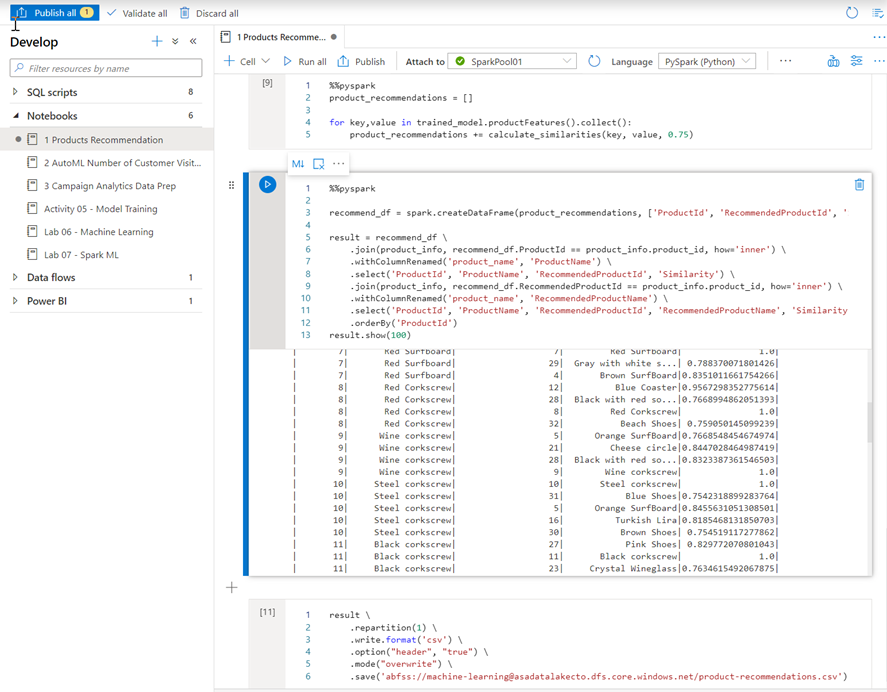 Publish all 1 Validate all Discard all
Develop
Filter resources by name
SQL scripts 8
Notebooks 6
1 Products Recommendation
2 AutoML Number of Customer Visit...
3 Campaign Analytics Data Prep
Activity 05 - Model Training
Lab 06 - Machine Learning
Lab 07 - Spark ML
Data flows 1
Power BI 1
1 Products Recomme...
Cell Run all Publish Attach to SparkPool01 Language PySpark (Python) ...
[9] 1 %%pyspark
2 product_recommendations = []
3
4 for key,value in trained_model.productFeatures().collect():
5 product_recommendations += calculate_similarities(key, value, 0.75)
M↓ ...
1 %%pyspark
2
3 recommend_df = spark.createDataFrame(product_recommendations, ['ProductId', 'RecommendedProductId', '
4
5 result = recommend_df \
6 .join(product_info, recommend_df.ProductId == product_info.product_id, how='inner') \
7 .withColumnRenamed('product_name', 'ProductName') \
8 .select('ProductId', 'ProductName', 'RecommendedProductId', 'Similarity') \
9 .join(product_info, recommend_df.RecommendedProductId == product_info.product_id, how='inner') \
10 .withColumnRenamed('product_name', 'RecommendedProductName') \
11 .select('ProductId', 'ProductName', 'RecommendedProductId', 'RecommendedProductName', 'Similarity
12 .orderBy('ProductId')
13 result.show(100)
| 7| Red Surfboard| 7| Red Surfboard| 1.0|
| 7| Red Surfboard| 29| Gray with white s...| 0.788370071801426|
| 7| Red Surfboard| 4| Brown SurfBoard|0.8351011661754266|
| 8| Red Corkscrew| 12| Blue Coaster|0.9567298352775614|
| 8| Red Corkscrew| 28| Black with red so...|0.7668994862051393|
| 8| Red Corkscrew| 8| Red Corkscrew| 1.0|
| 8| Red Corkscrew| 32| Beach Shoes| 0.759050145099239|
| 9| Wine corkscrew| 5| Orange SurfBoard|0.7668548454674974|
| 9| Wine corkscrew| 21| Cheese circle|0.8447028464987419|
| 9| Wine corkscrew| 28| Black with red so...|0.8323387361546503|
| 9| Wine corkscrew| 9| Wine corkscrew| 1.0|
| 10| Steel corkscrew| 10| Steel corkscrew| 1.0|
| 10| Steel corkscrew| 31| Blue Shoes|0.7542318899283764|
| 10| Steel corkscrew| 5| Orange SurfBoard|0.8455631051308501|
| 10| Steel corkscrew| 16| Turkish Lira|0.8185468131850703|
| 10| Steel corkscrew| 30| Brown Shoes| 0.754519117277862|
| 11| Black corkscrew| 27| Pink Shoes| 0.829772070801043|
| 11| Black corkscrew| 11| Black corkscrew| 1.0|
| 11| Black corkscrew| 23| Crystal Wineglass|0.7634615492067875|
[11] 1 result \
2 .repartition(1) \
3 .write.format('csv') \
4 .option("header", "true") \
5 .mode("overwrite") \
6 .save('abfss://machine-learning@asadatalakecto.dfs.core.windows.net/product-recommendations.csv')